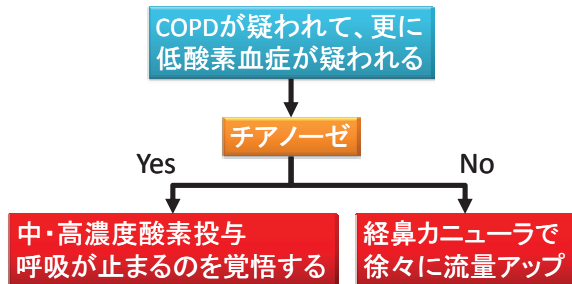 COPDが疑われて、更に
低酸素血症が疑われる
チアノーゼ
Yes
No
中・高濃度酸素投与
呼吸が止まるのを覚悟する
経鼻カニューラで
徐々に流量アップ